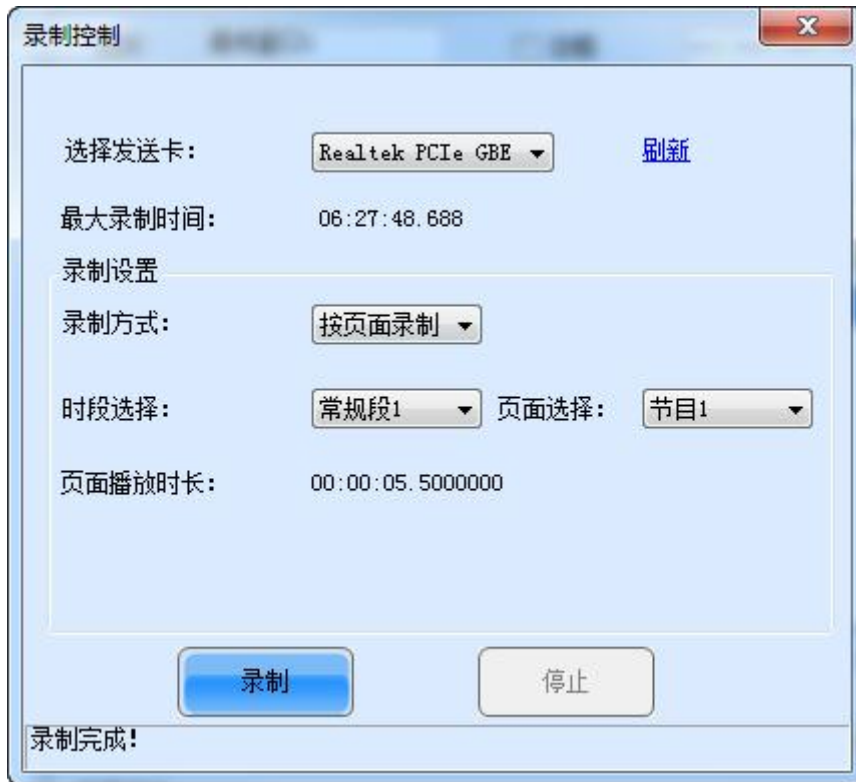 录制控制
选择发送卡: Realtek PCIe GBE 刷新
最大录制时间: 06:27:48.688
录制设置
录制方式: 按页面录制
时段选择: 常规段1 页面选择: 节目1
页面播放时长: 00:00:05.5000000
录制 停止
录制完成!